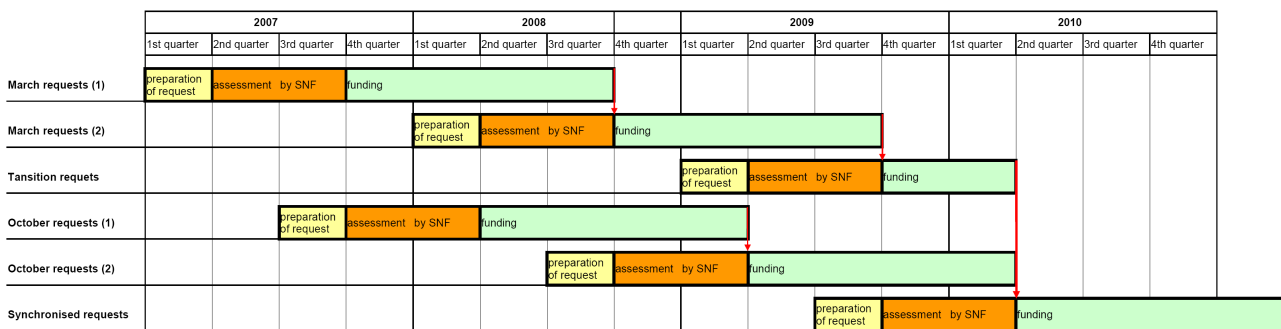 2007 2008 2009 2010
1st quarter 2nd quarter 3rd quarter 4th quarter 1st quarter 2nd quarter 3rd quarter 4th quarter 1st quarter 2nd quarter 3rd quarter 4th quarter 1st quarter 2nd quarter 3rd quarter 4th quarter
March requests (1) preparation of request assessment by SNF funding
March requests (2) preparation of request assessment by SNF funding
Tansition requets preparation of request assessment by SNF funding
October requests (1) preparation of request assessment by SNF funding
October requests (2) preparation of request assessment by SNF funding
Synchronised requests preparation of request assessment by SNF funding